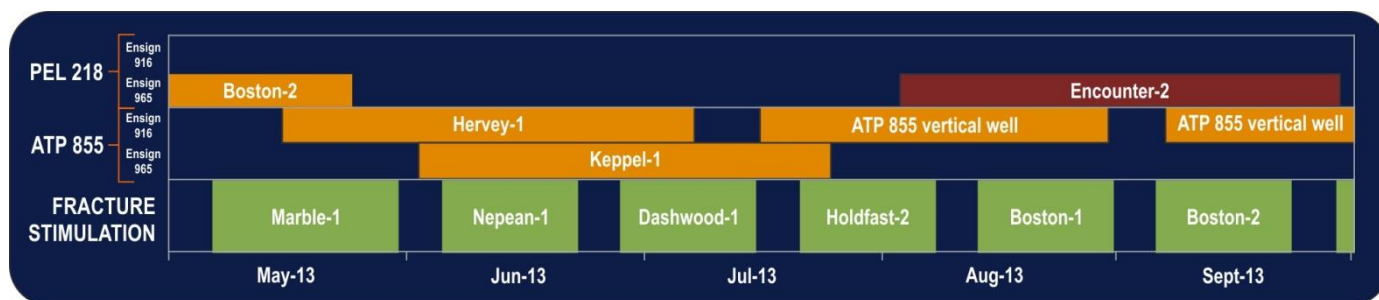 PEL 218
Ensign
916
Ensign
965
Boston-2
Encounter-2
ATP 855
Ensign
916
Hervey-1
ATP 855 vertical well
ATP 855 vertical well
Ensign
965
Keppel-1
FRACTURE
STIMULATION
Marble-1
Nepean-1
Dashwood-1
Holdfast-2
Boston-1
Boston-2
May-13
Jun-13
Jul-13
Aug-13
Sept-13